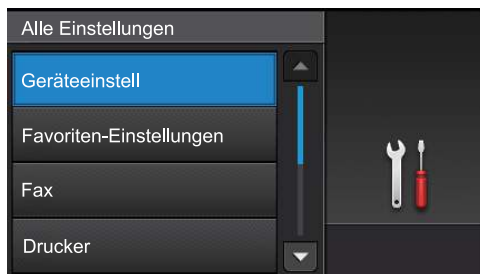 Alle Einstellungen
Geräteeinstell
Favoriten-Einstellungen
Fax
Drucker